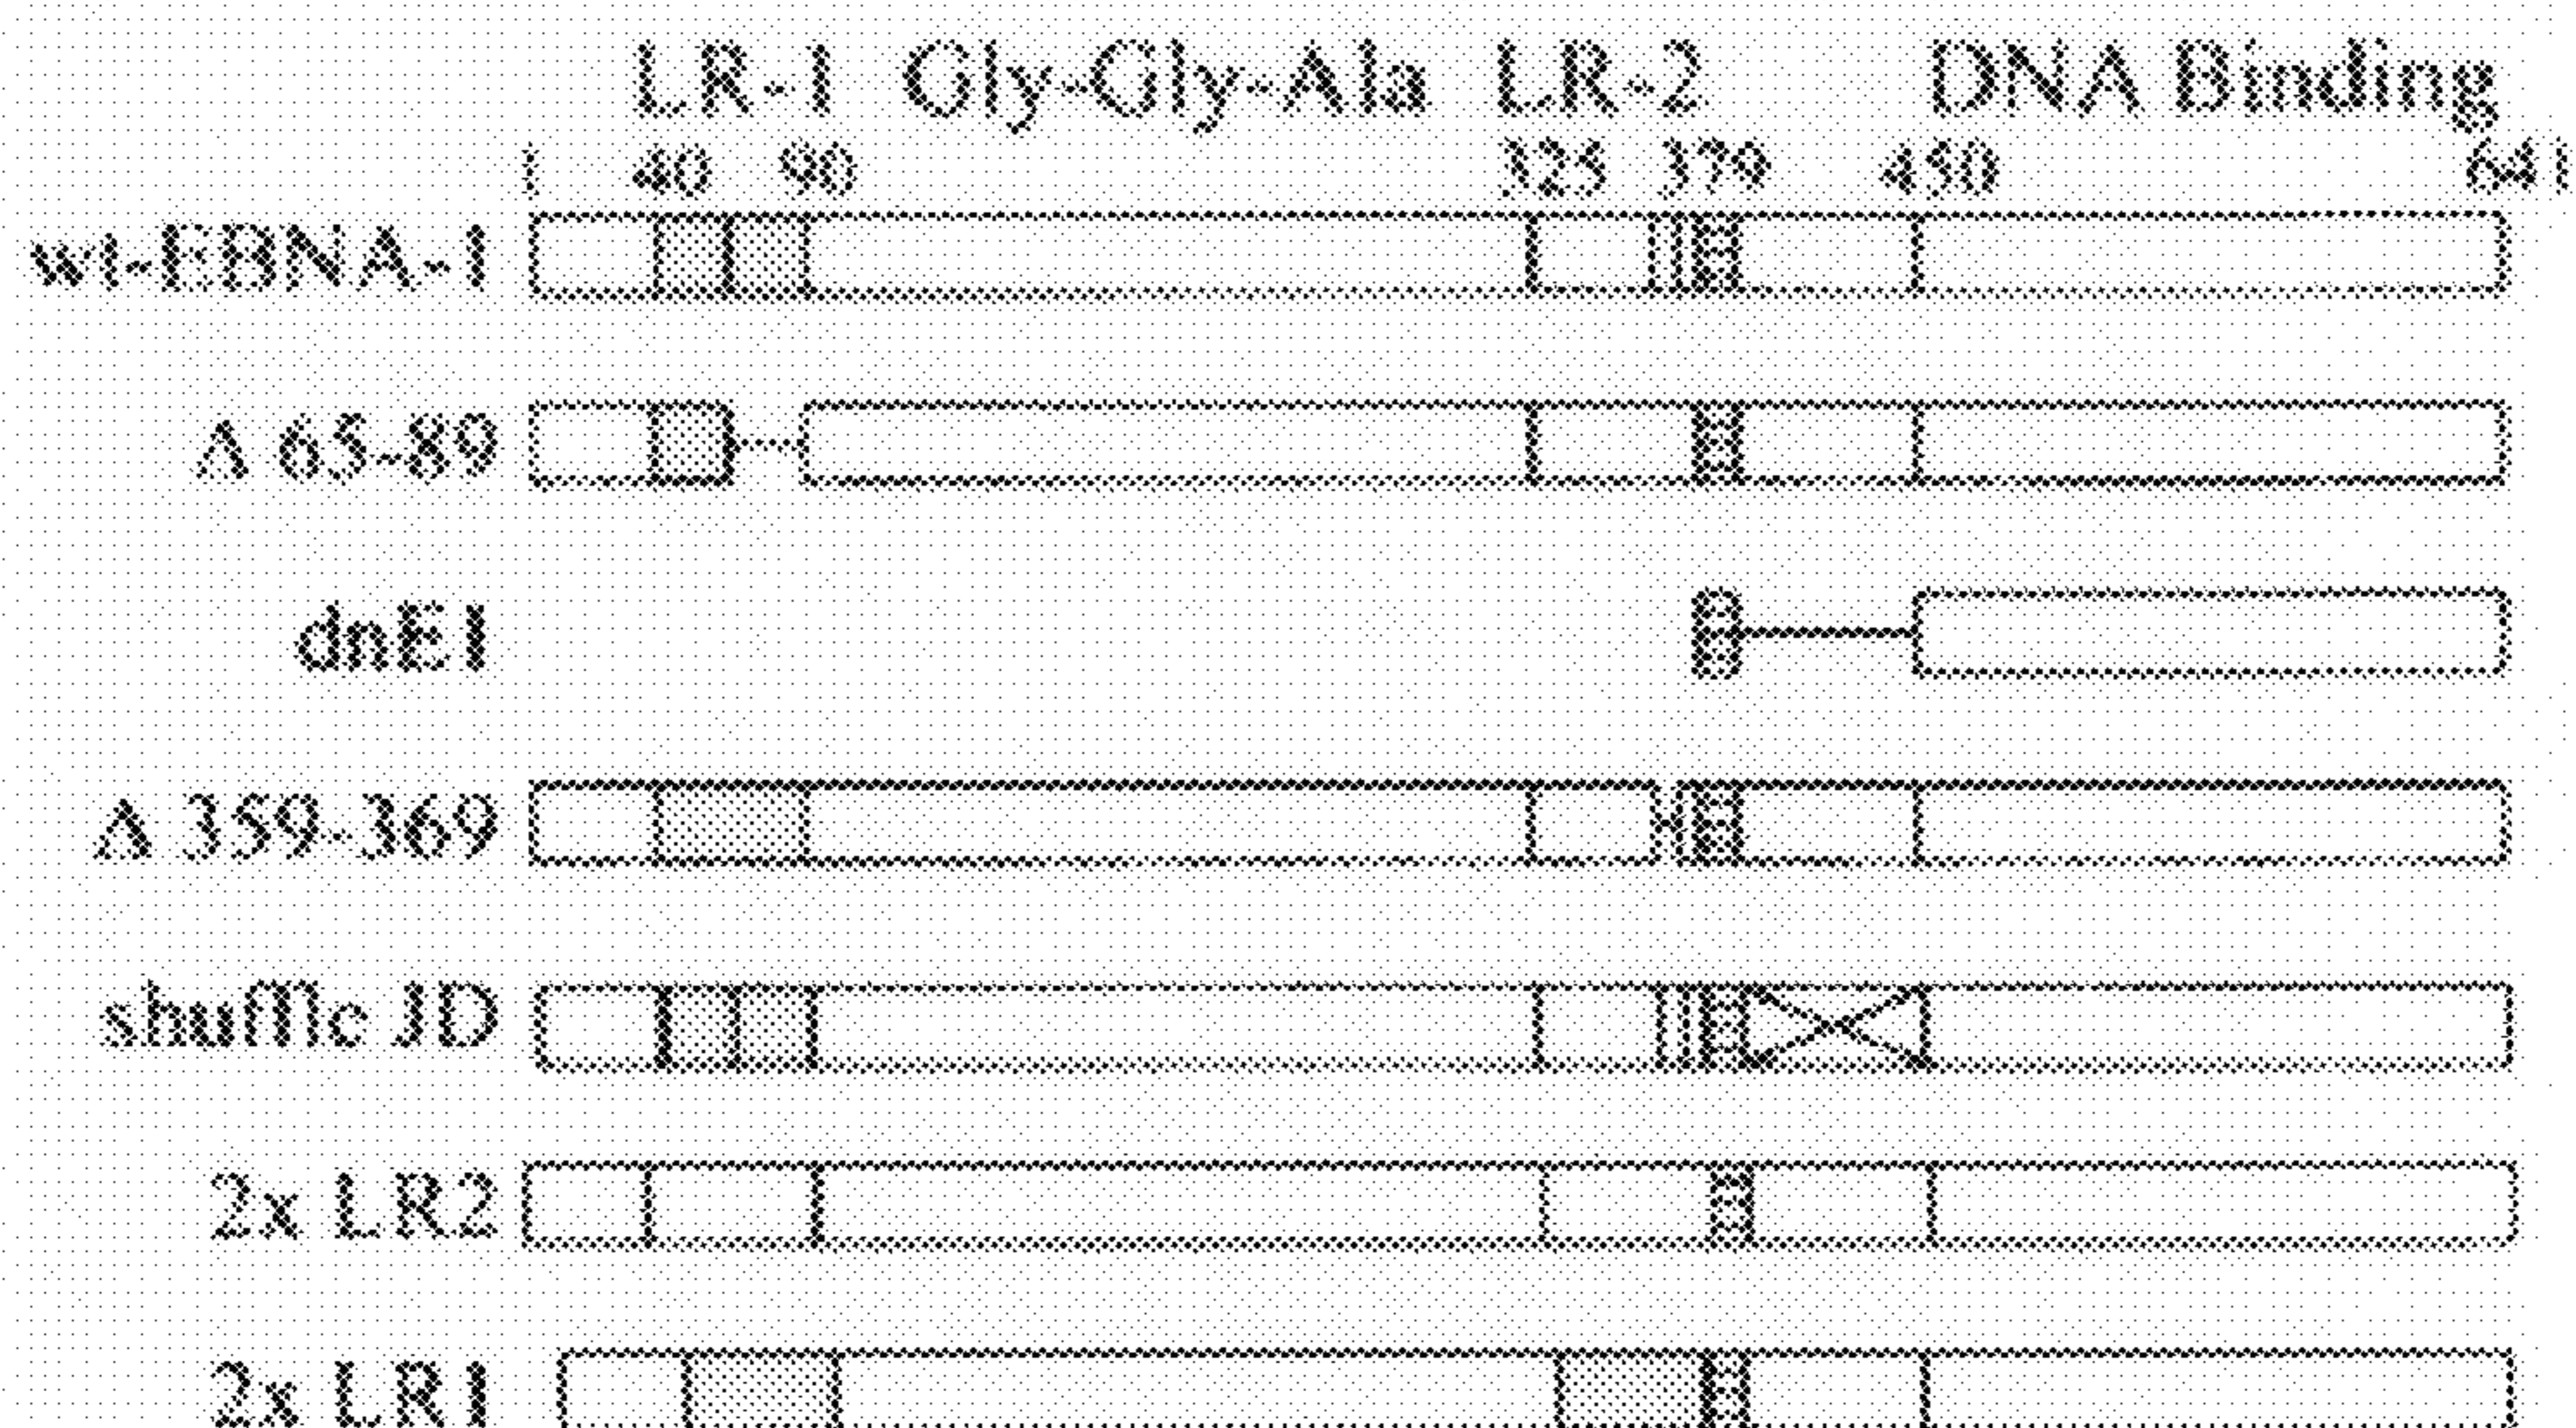 LR-1 Gly-Gly-Ala LR-2 DNA Binding
1 40 90 325 379 450 641
wt-EBNA-1
Δ 65-89
dnE1
Δ 359-369
shuffle JD
2x LR2
2x LR1